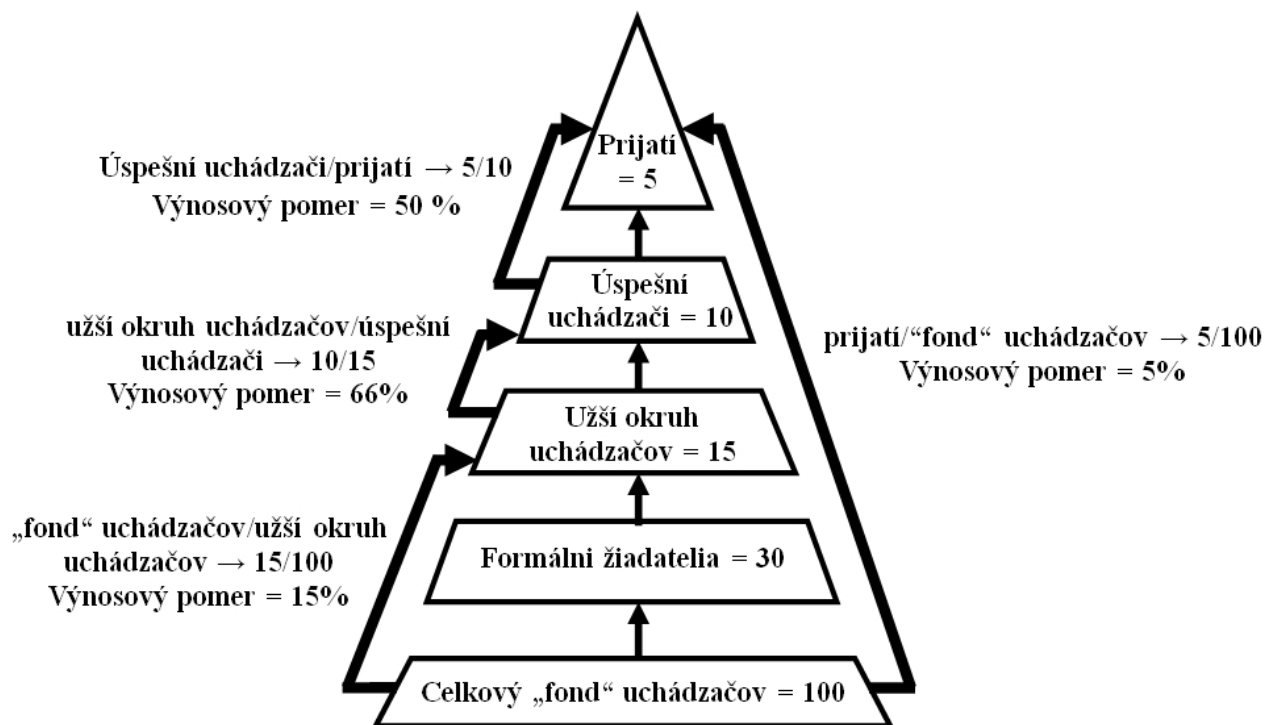 Prijatí
= 5
Úspešní uchádzači/prijatí → 5/10
Výnosový pomer = 50 %
Úspešní
uchádzači = 10
užší okruh uchádzačov/úspešní
uchádzači → 10/15
Výnosový pomer = 66%
prijatí/“fond“ uchádzačov → 5/100
Výnosový pomer = 5%
Užší okruh
uchádzačov = 15
„fond“ uchádzačov/užší okruh
uchádzačov → 15/100
Výnosový pomer = 15%
Formálni žiadatelia = 30
Celkový „fond“ uchádzačov = 100